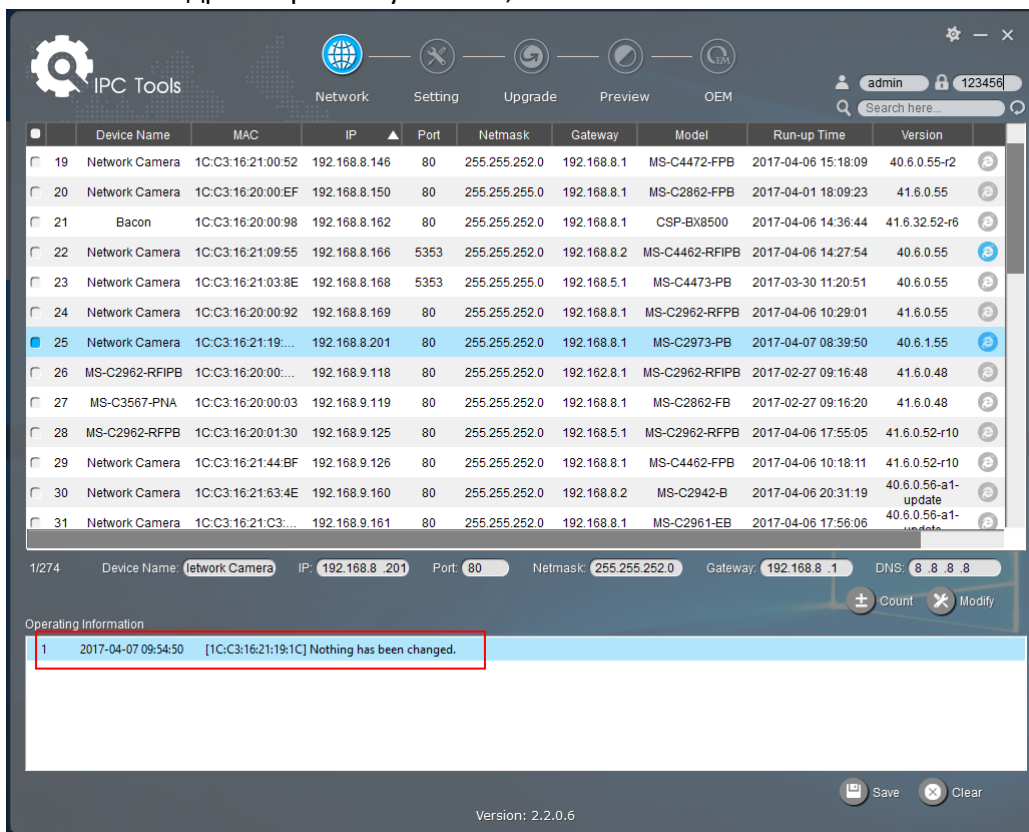 IPC Tools
Network Setting Upgrade Preview OEM
admin 123456
Search here...
Device Name MAC IP Port Netmask Gateway Model Run-up Time Version
19 Network Camera 1C:C3:16:21:00:52 192.168.8.146 80 255.255.252.0 192.168.8.1 MS-C4472-FPB 2017-04-06 15:18:09 40.6.0.55-r2
20 Network Camera 1C:C3:16:20:00:EF 192.168.8.150 80 255.255.252.0 192.168.8.1 MS-C2862-FPB 2017-04-01 18:09:23 41.6.0.55
21 Bacon 1C:C3:16:20:00:98 192.168.8.162 80 255.255.252.0 192.168.8.1 CSP-BX8500 2017-04-06 14:36:44 41.6.32.52-r6
22 Network Camera 1C:C3:16:21:09:55 192.168.8.166 5353 255.255.252.0 192.168.8.2 MS-C4462-RFIPB 2017-04-06 14:27:54 40.6.0.55
23 Network Camera 1C:C3:16:21:03:8E 192.168.8.168 5353 255.255.255.0 192.168.5.1 MS-C4473-PB 2017-03-30 11:20:51 40.6.0.55
24 Network Camera 1C:C3:16:20:00:92 192.168.8.169 80 255.255.252.0 192.168.8.1 MS-C2962-RFPB 2017-04-06 10:29:01 41.6.0.55
25 Network Camera 1C:C3:16:21:19:... 192.168.8.201 80 255.255.252.0 192.168.8.1 MS-C2973-PB 2017-04-07 08:39:50 40.6.1.55
26 MS-C2962-RFIPB 1C:C3:16:20:00:... 192.168.9.118 80 255.255.252.0 192.162.8.1 MS-C2962-RFIPB 2017-02-27 09:16:48 41.6.0.48
27 MS-C3567-PNA 1C:C3:16:20:00:03 192.168.9.119 80 255.255.252.0 192.168.8.1 MS-C2862-FB 2017-02-27 09:16:20 41.6.0.48
28 MS-C2962-RFPB 1C:C3:16:20:01:30 192.168.9.125 80 255.255.252.0 192.168.5.1 MS-C2962-RFPB 2017-04-06 17:55:05 41.6.0.52-r10
29 Network Camera 1C:C3:16:21:44:BF 192.168.9.126 80 255.255.252.0 192.168.8.1 MS-C4462-FPB 2017-04-06 10:18:11 41.6.0.52-r10
30 Network Camera 1C:C3:16:21:63:4E 192.168.9.160 80 255.255.252.0 192.168.8.2 MS-C2942-B 2017-04-06 20:31:19 40.6.0.56-a1-
update
31 Network Camera 1C:C3:16:21:C3:... 192.168.9.161 80 255.255.252.0 192.168.8.1 MS-C2961-EB 2017-04-06 17:56:06 40.6.0.56-a1-
1/274 Device Name: letwork Camera IP: 192.168.8 .201 Port: 80 Netmask: 255.255.252.0 Gateway: 192.168.8 .1 DNS: 8 .8 .8 .8
Count Modify
Operating Information
1 2017-04-07 09:54:50 [1C:C3:16:21:19:1C] Nothing has been changed.
Save Clear
Version: 2.2.0.6